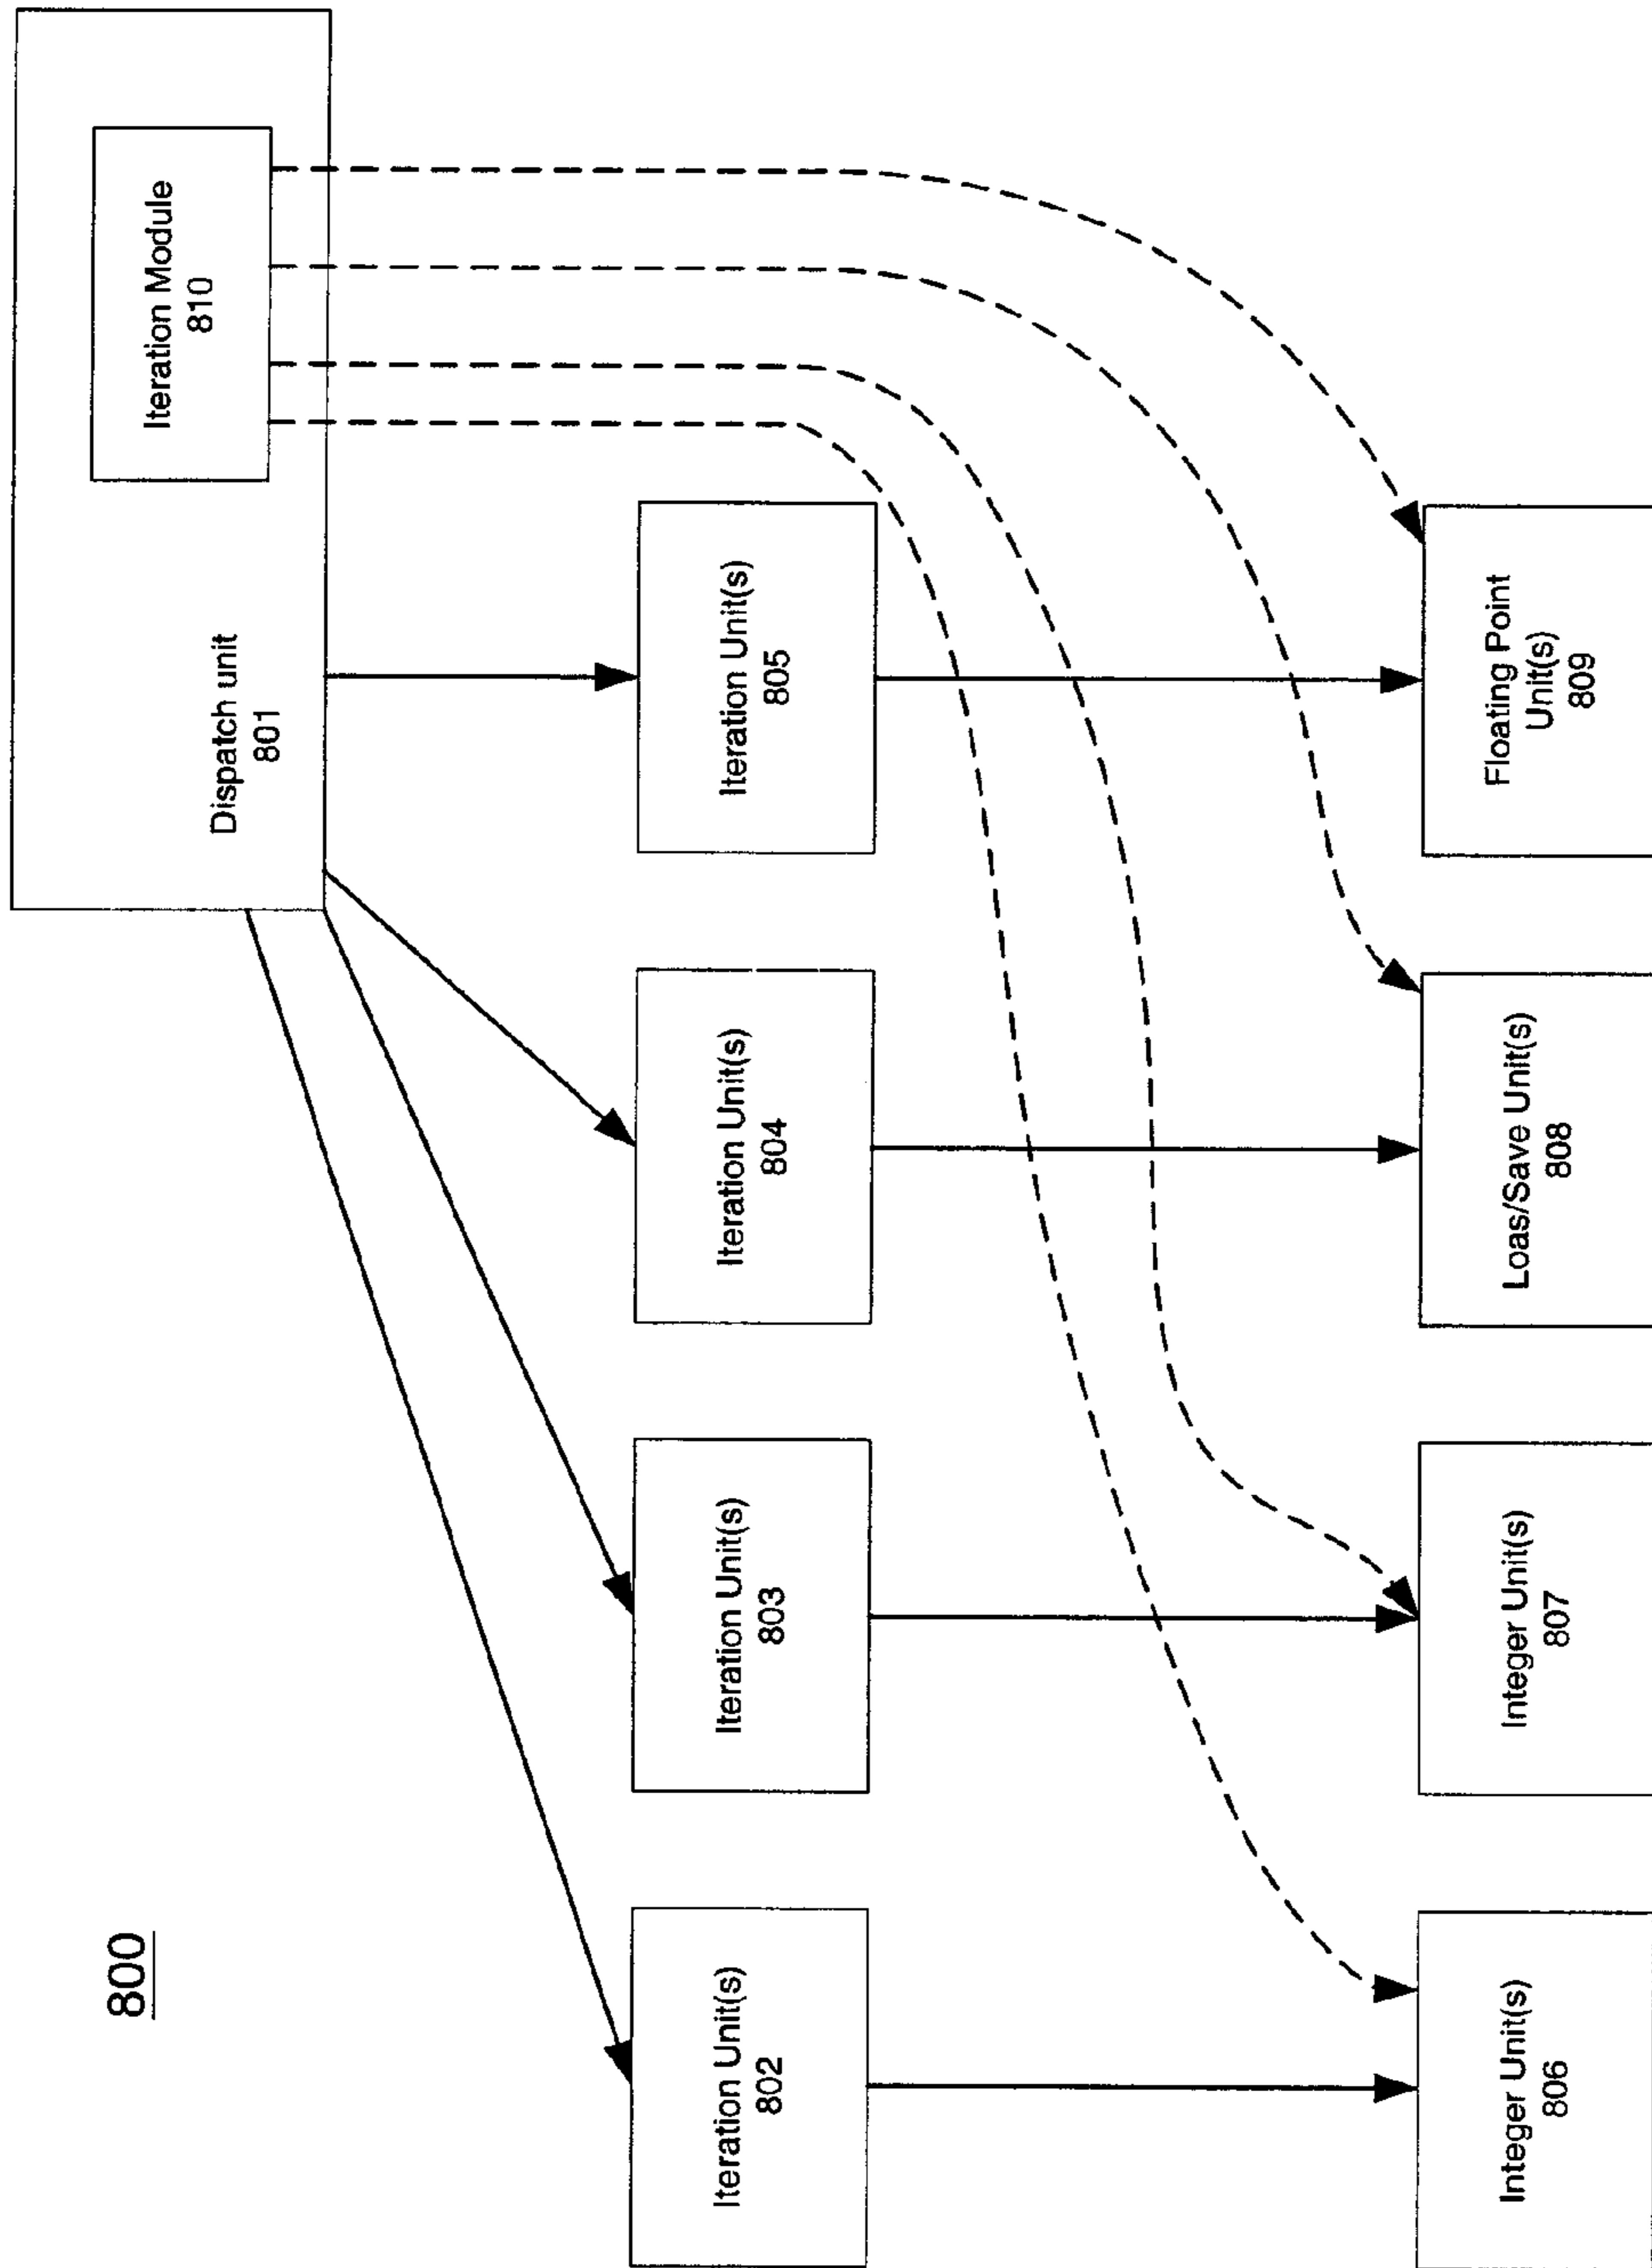 800
Dispatch unit
801
Iteration Module
810
Iteration Unit(s)
802
Iteration Unit(s)
803
Iteration Unit(s)
804
Iteration Unit(s)
805
Integer Unit(s)
806
Integer Unit(s)
807
Loas/Save Unit(s)
808
Floating Point
Unit(s)
809